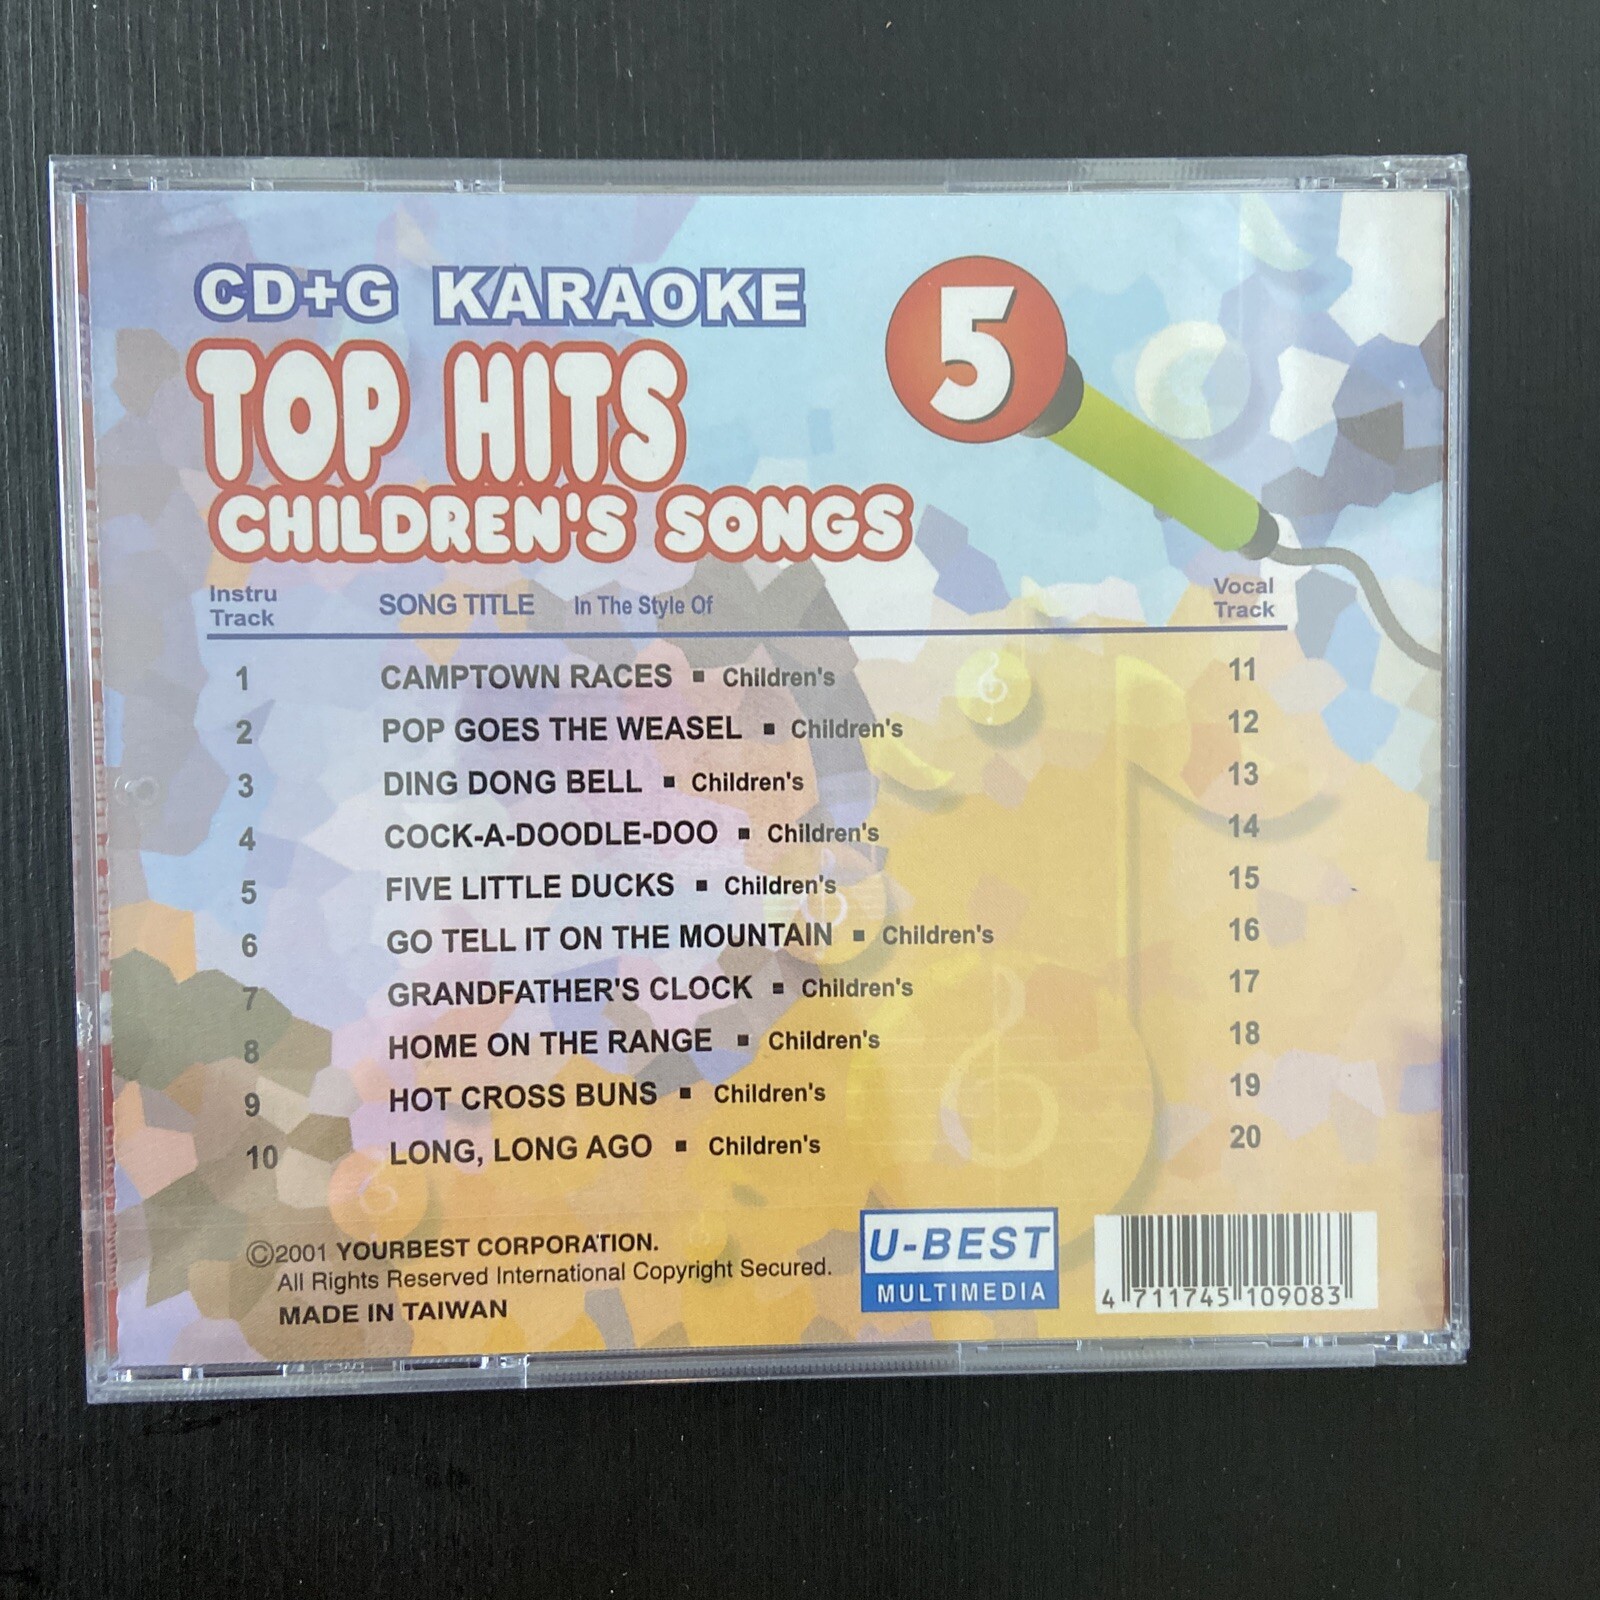 CD+G KARAOKE
5
TOP HITS
CHILDREN'S SONGS
Instru Track SONG TITLE In The Style Of Vocal Track
1 CAMPTOWN RACES ■ Children's 11
2 POP GOES THE WEASEL ■ Children's 12
3 DING DONG BELL ■ Children's 13
4 COCK-A-DOODLE-DOO ■ Children's 14
5 FIVE LITTLE DUCKS ■ Children's 15
6 GO TELL IT ON THE MOUNTAIN ■ Children's 16
7 GRANDFATHER'S CLOCK ■ Children's 17
8 HOME ON THE RANGE ■ Children's 18
9 HOT CROSS BUNS ■ Children's 19
10 LONG, LONG AGO ■ Children's 20
©2001 YOURBEST CORPORATION.
All Rights Reserved International Copyright Secured.
MADE IN TAIWAN
U-BEST
MULTIMEDIA
4 711745 109083